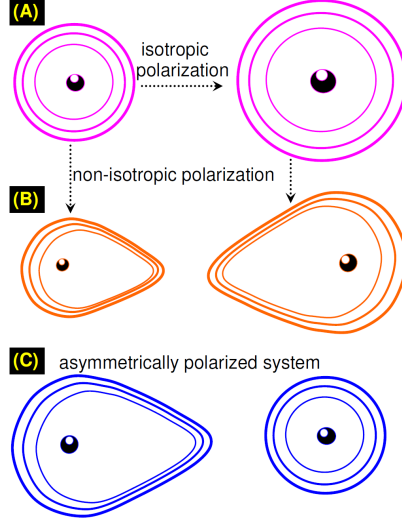 (A)
isotropic
polarization
non-isotropic polarization
(B)
(C) asymmetrically polarized system